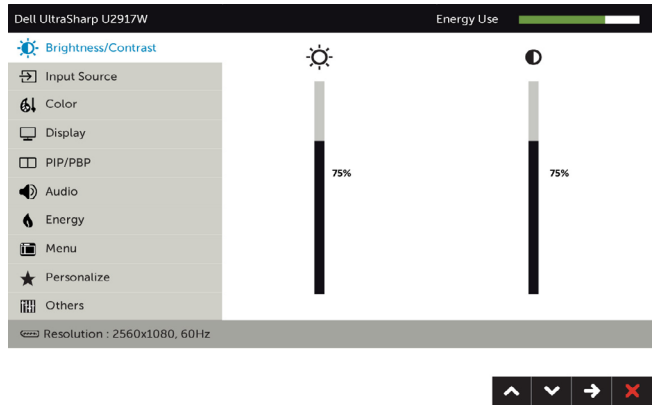 Dell UltraSharp U2917W
Energy Use
Brightness/Contrast
Input Source
Color
Display
PIP/PBP
Audio
Energy
Menu
Personalize
Others
75%
75%
Resolution : 2560x1080, 60Hz